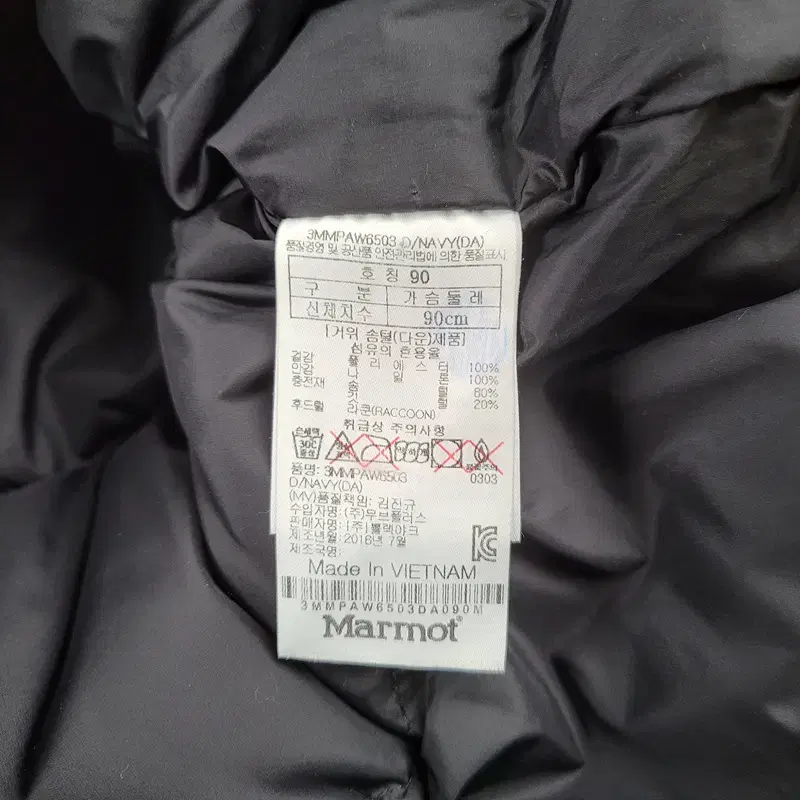 3MMPAW6503 D/NAVY(DA)
품질경영 및 공산품 안전관리법에 의한 품질표시
호 칭 90
구 분 가슴둘레
신체치수 90cm
[거위 솜털(다운)제품]
섬유의 혼용율
겉감 폴리에스터 100%
안감 나일론 100%
충전재 솜털 80%
깃털 20%
후드털 라쿤(RACCOON)
취급상 주의사항
손세탁
30℃
중성
0303
품명: 3MMPAW6503
D/NAVY(DA)
(MV)품질책임: 김진규
수입자명: (주)무브플러스
판매자명: (주)블랙야크
제조년월: 2016년 7월
제조국명:
Made In VIETNAM
3MMPAW6503DA090M
Marmot